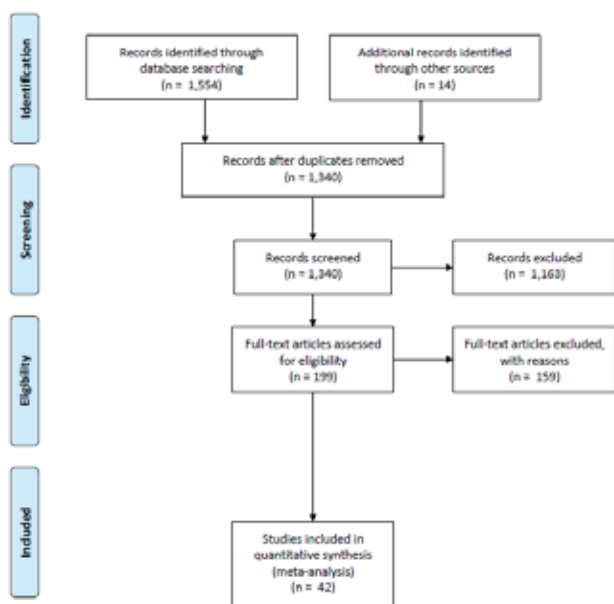 Identification
Records identified through
database searching
(n = 1,554)
Additional records identified
through other sources
(n = 14)
Records after duplicates removed
(n = 1,340)
Screening
Records screened
(n = 1,340)
Records excluded
(n = 1,163)
Eligibility
Full-text articles assessed
for eligibility
(n = 199)
Full-text articles excluded,
with reasons
(n = 159)
Included
Studies included in
quantitative synthesis
(meta-analysis)
(n = 42)